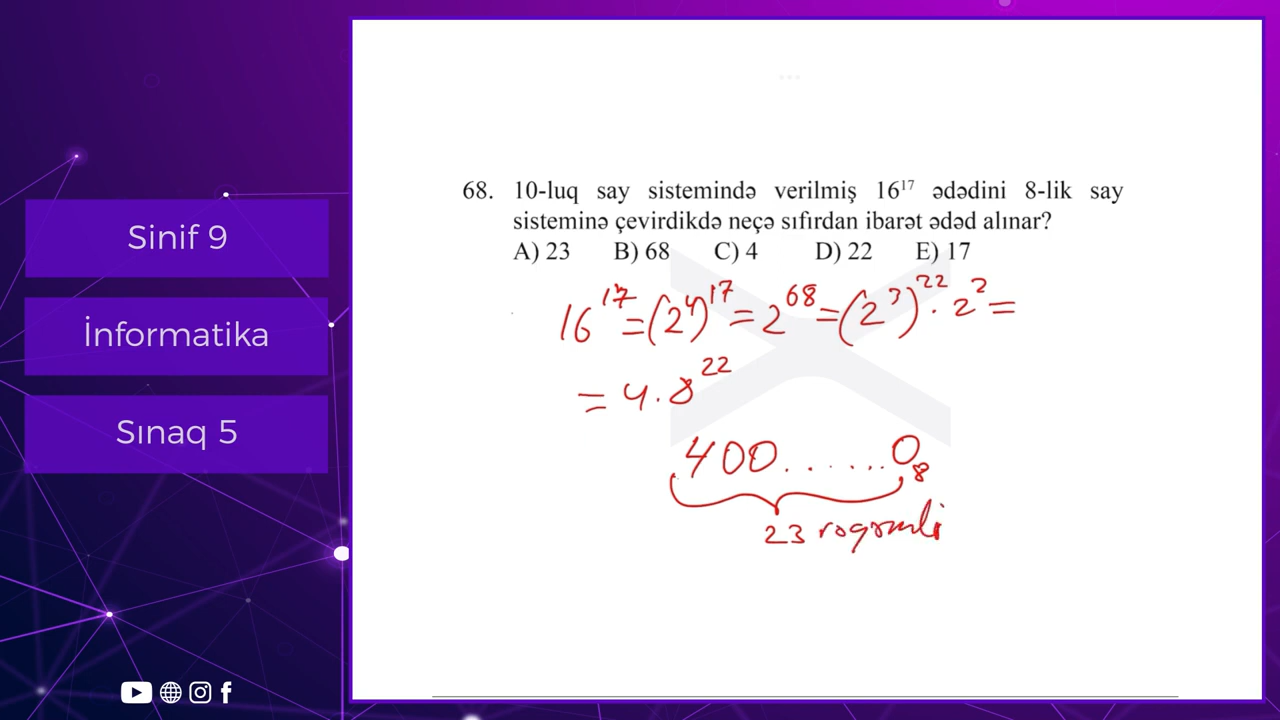 Sinif 9
İnformatika
Sınaq 5
68. 10-luq say sistemində verilmiş 16¹⁷ ədədini 8-lik say
sisteminə çevirdikdə neçə sıfırdan ibarət ədəd alınar?
A) 23 B) 68 C) 4 D) 22 E) 17
16¹⁷ = (2⁴)¹⁷ = 2⁶⁸ = (2³)²² · 2² =
= 4 · 8²²
400.......0₈
23 rəqəmli